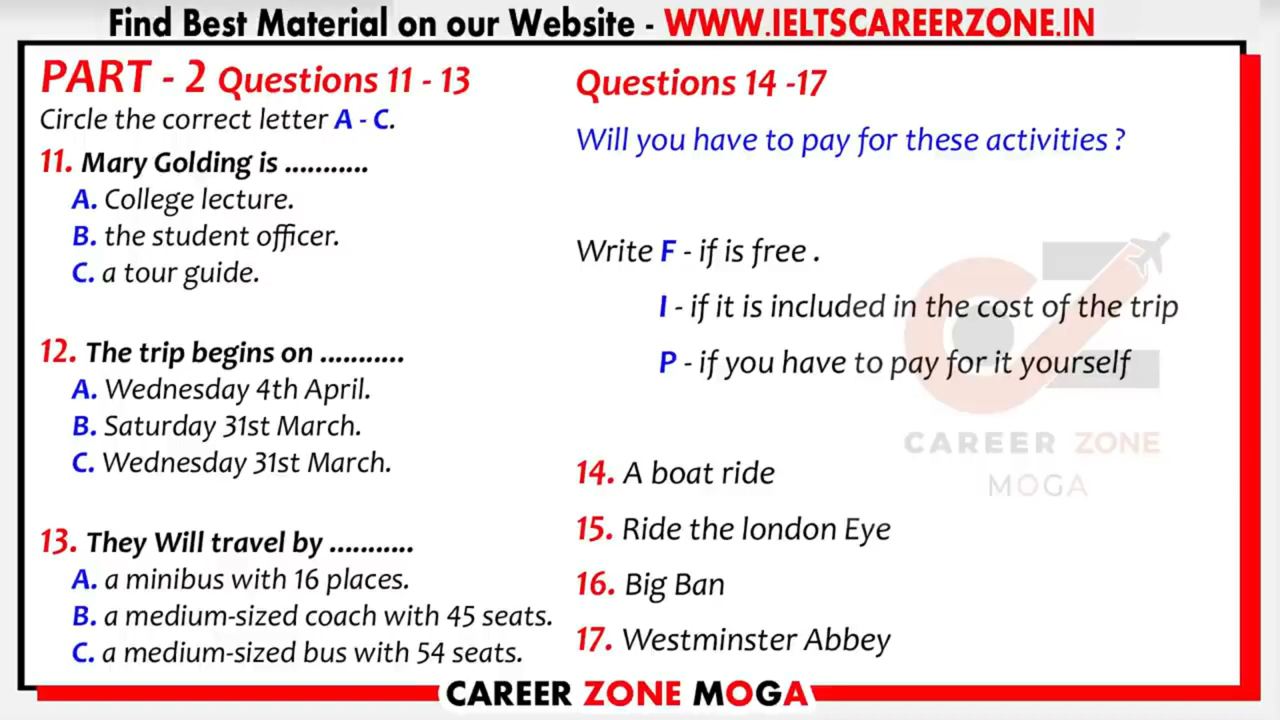 Find Best Material on our Website - WWW.IELTSCAREERZONE.IN
PART - 2 Questions 11 - 13
Circle the correct letter A - C.
11. Mary Golding is ...........
A. College lecture.
B. the student officer.
C. a tour guide.
12. The trip begins on ...........
A. Wednesday 4th April.
B. Saturday 31st March.
C. Wednesday 31st March.
13. They Will travel by ...........
A. a minibus with 16 places.
B. a medium-sized coach with 45 seats.
C. a medium-sized bus with 54 seats.
Questions 14 -17
Will you have to pay for these activities ?
Write F - if is free .
I - if it is included in the cost of the trip
P - if you have to pay for it yourself
14. A boat ride
15. Ride the london Eye
16. Big Ban
17. Westminster Abbey
CZ
CAREER ZONE
MOGA
CAREER ZONE MOGA